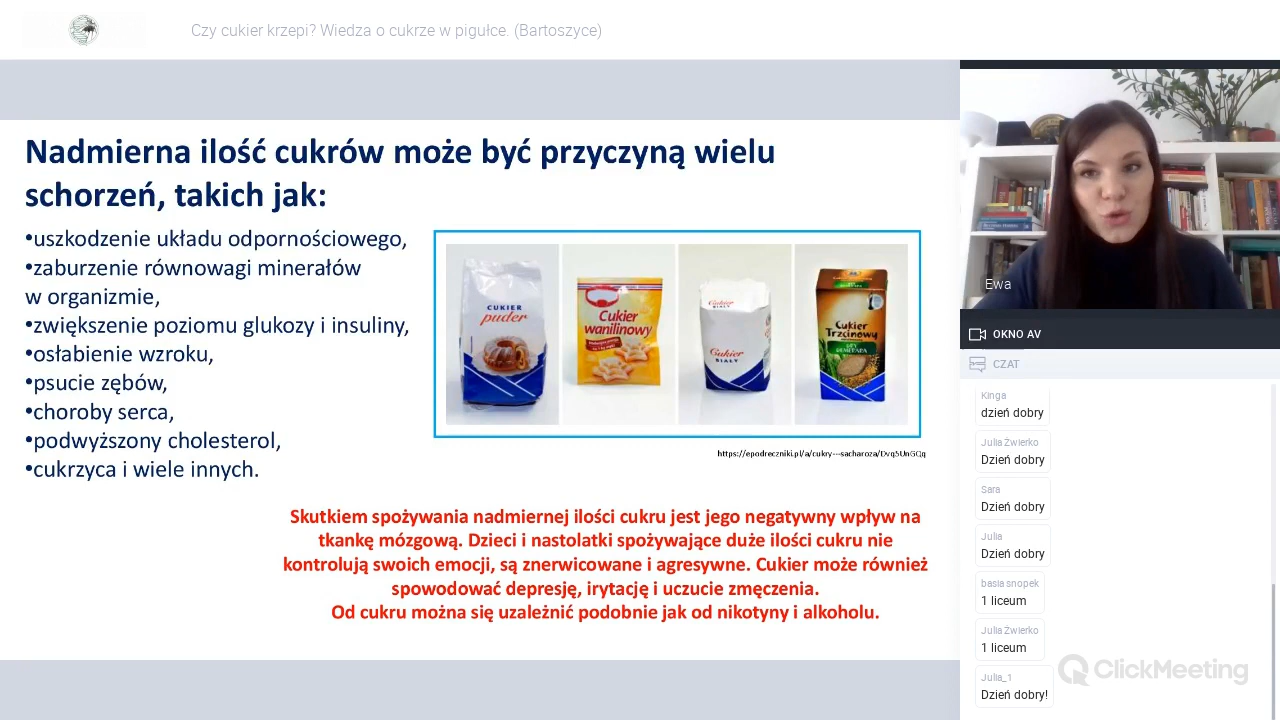 Czy cukier krzepi? Wiedza o cukrze w pigułce. (Bartoszyce)
Nadmierna ilość cukrów może być przyczyną wielu
schorzeń, takich jak:
•uszkodzenie układu odpornościowego,
•zaburzenie równowagi minerałów
w organizmie,
•zwiększenie poziomu glukozy i insuliny,
•osłabienie wzroku,
•psucie zębów,
•choroby serca,
•podwyższony cholesterol,
•cukrzyca i wiele innych.
CUKIER
puder
Cukier
wanilinowy
Cukier
BIAŁY
Cukier
Trzcinowy
DEMERARA
https://epodreczniki.pl/a/cukry---sacharoza/Dvq5UnGQq
Skutkiem spożywania nadmiernej ilości cukru jest jego negatywny wpływ na
tkankę mózgową. Dzieci i nastolatki spożywające duże ilości cukru nie
kontrolują swoich emocji, są znerwicowane i agresywne. Cukier może również
spowodować depresję, irytację i uczucie zmęczenia.
Od cukru można się uzależnić podobnie jak od nikotyny i alkoholu.
Ewa
OKNO AV
CZAT
Kinga
dzień dobry
Julia Żwierko
Dzień dobry
Sara
Dzień dobry
Julia
Dzień dobry
basia snopek
1 liceum
Julia Żwierko
1 liceum
Julia_1
Dzień dobry!
ClickMeeting